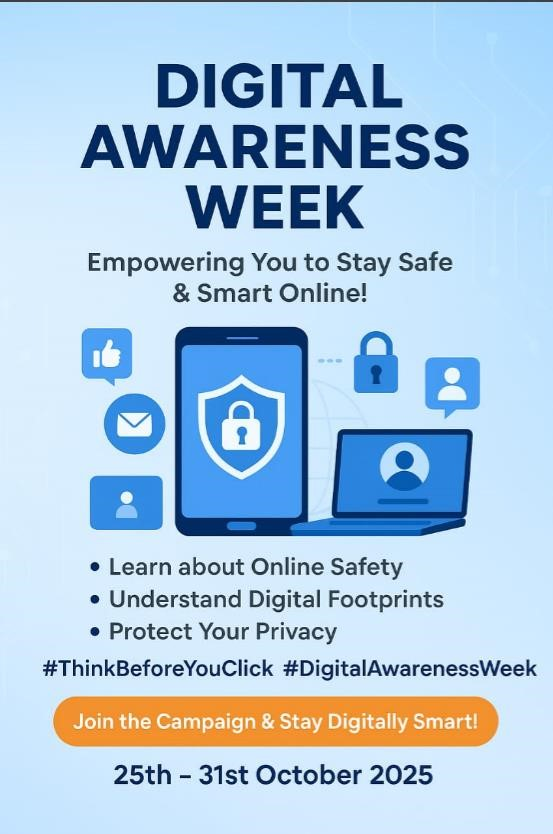 DIGITAL
AWARENESS
WEEK
Empowering You to Stay Safe
& Smart Online!
• Learn about Online Safety
• Understand Digital Footprints
• Protect Your Privacy
#ThinkBeforeYouClick #DigitalAwarenessWeek
Join the Campaign & Stay Digitally Smart!
25th – 31st October 2025